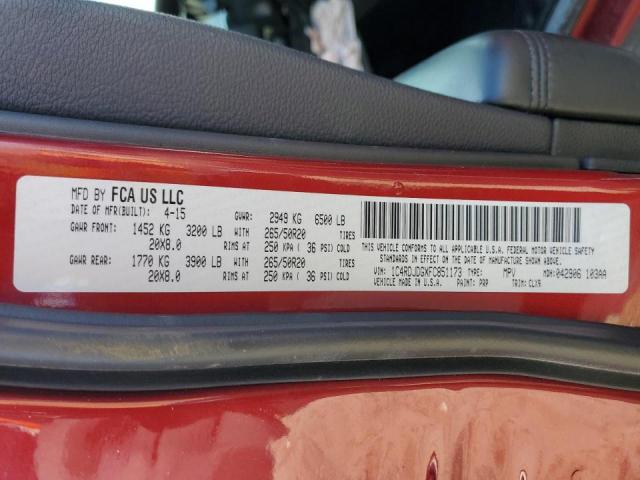 MFD BY FCA US LLC
DATE OF MFR(BUILT): 4-15 GVWR: 2949 KG 6500 LB
GAWR FRONT: 1452 KG 3200 LB WITH 265/50R20 TIRES
20X8.0 RIMS AT 250 KPA ( 36 PSI) COLD
GAWR REAR: 1770 KG 3900 LB WITH 265/50R20 TIRES
20X8.0 RIMS AT 250 KPA ( 36 PSI) COLD
THIS VEHICLE CONFORMS TO ALL APPLICABLE U.S.A. FEDERAL MOTOR VEHICLE SAFETY
STANDARDS IN EFFECT ON THE DATE OF MANUFACTURE SHOWN ABOVE.
VIN: 1C4RDJDGXFC851173 TYPE: MPV MDH: 042906 103AA
VEHICLE MADE IN U.S.A. PAINT: PRP TRIM: CLX9